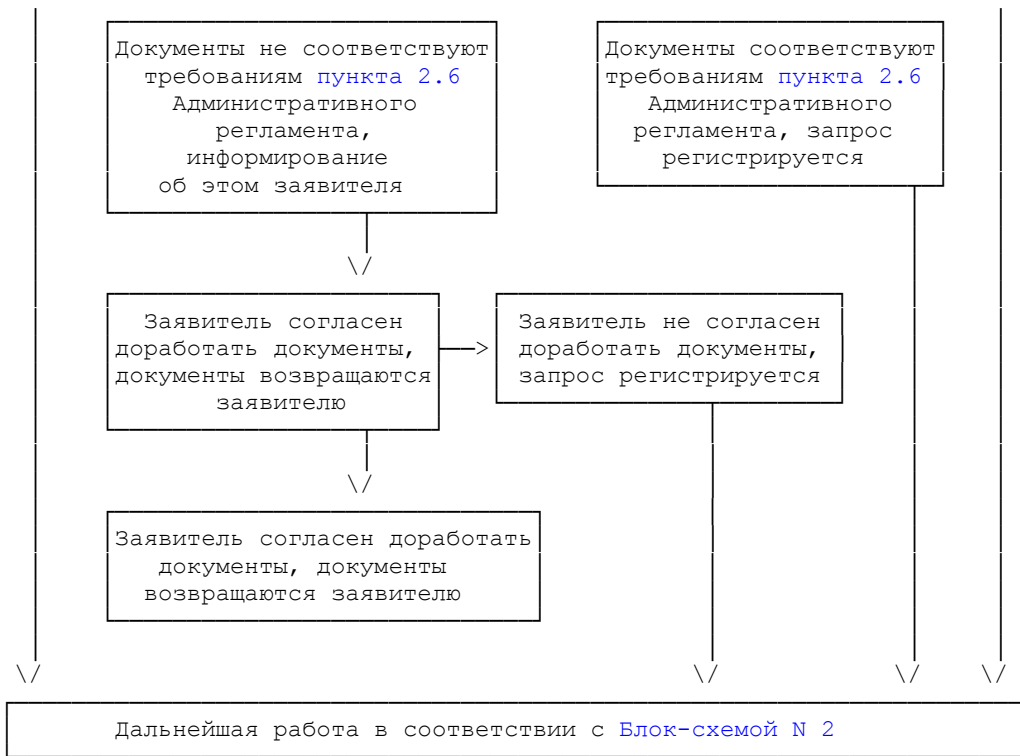 Документы не соответствуют
требованиям пункта 2.6
Административного
регламента,
информирование
об этом заявителя
Документы соответствуют
требованиям пункта 2.6
Административного
регламента, запрос
регистрируется
Заявитель согласен
доработать документы,
документы возвращаются
заявителю
Заявитель не согласен
доработать документы,
запрос регистрируется
Заявитель согласен доработать
документы, документы
возвращаются заявителю
Дальнейшая работа в соответствии с Блок-схемой N 2